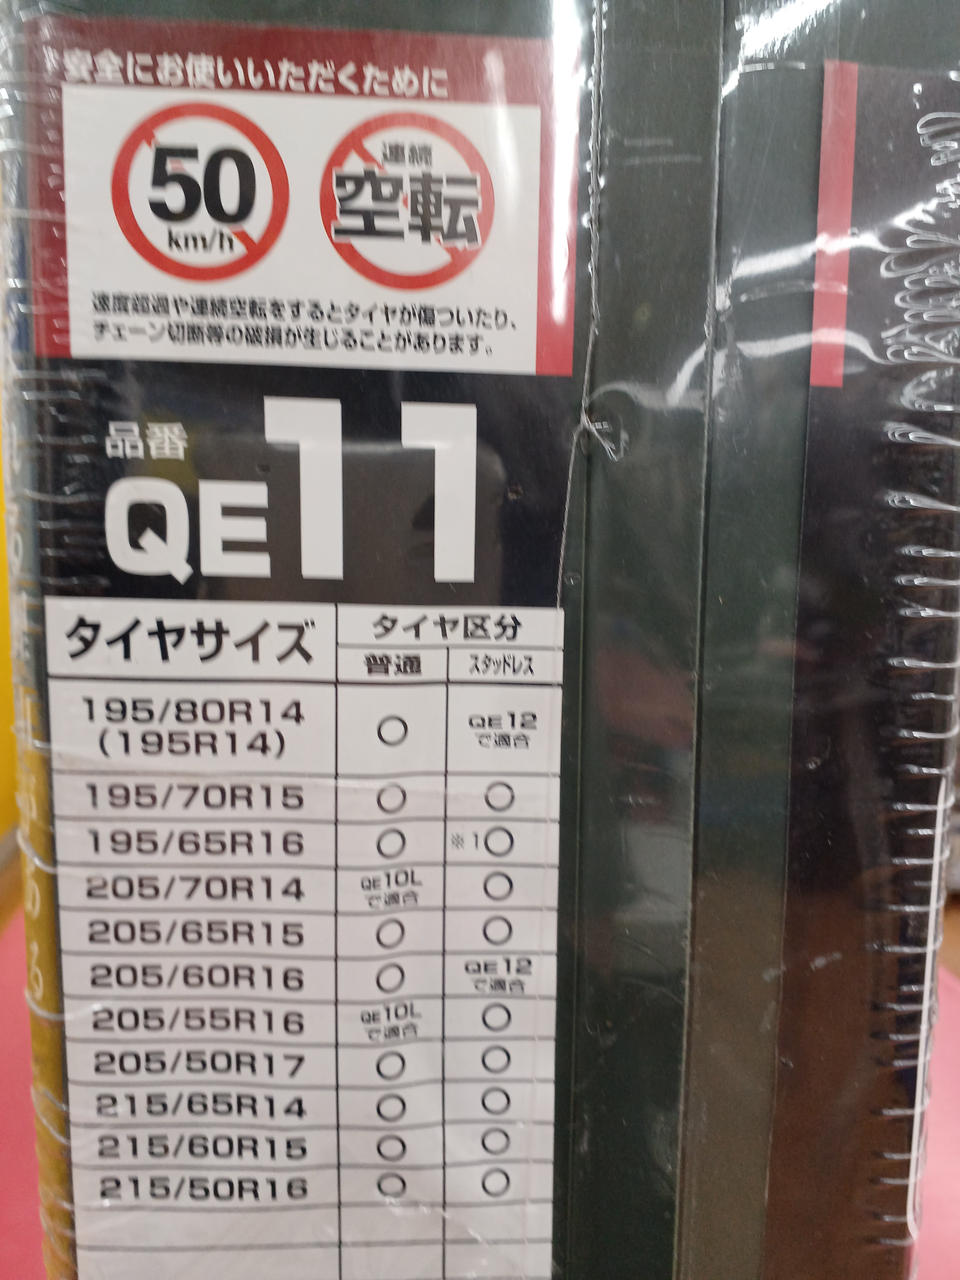 安全にお使いいただくために
50
km/h
連続
空転
速度超過や連続空転をするとタイヤが傷ついたり、
チェーン切断等の破損が生じることがあります。
品番
QE11
タイヤサイズ タイヤ区分
普通 スタッドレス
195/80R14
(195R14) ○ QE12
で適合
195/70R15 ○ ○
195/65R16 ○ ※1○
205/70R14 QE10L
で適合 ○
205/65R15 ○ ○
205/60R16 ○ QE12
で適合
205/55R16 QE10L
で適合 ○
205/50R17 ○ ○
215/65R14 ○ ○
215/60R15 ○ ○
215/50R16 ○ ○